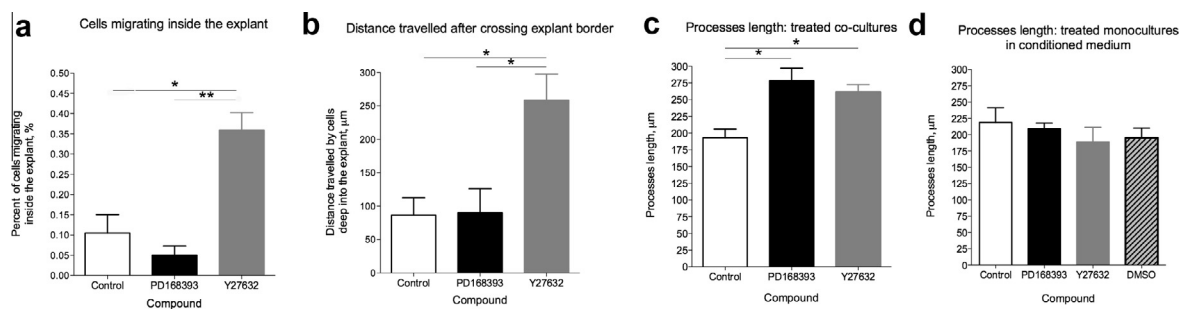 a
Cells migrating inside the explant
Percent of cells migrating
inside the explant, %
0.50
0.45
0.40
0.35
0.30
0.25
0.20
0.15
0.10
0.05
0.00
*
**
Control PD168393 Y27632
Compound
b
Distance travelled after crossing explant border
Distance travelled by cells
deep into the explant, μm
300
250
200
150
100
50
0
*
*
Control PD168393 Y27632
Compound
c
Processes length: treated co-cultures
Processes length, μm
300
275
250
225
200
175
150
125
100
75
50
25
0
*
*
Control PD168393 Y27632
Compound
d
Processes length: treated monocultures
in conditioned medium
Processes length, μm
300
275
250
225
200
175
150
125
100
75
50
25
0
Control PD168393 Y27632 DMSO
Compound